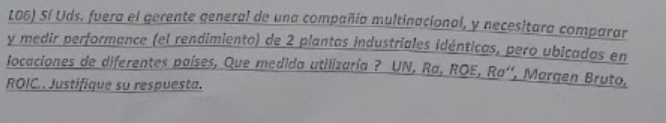 106) Sí Uds. fuera el gerente general de una compañía multinacional, y necesitara comparar
y medir performance (el rendimiento) de 2 plantas industriales idénticas, pero ubicadas en
locaciones de diferentes países, Que medida utilizaría ? UN, Ra, ROE, Ra“, Margen Bruto,
ROIC.. Justifique su respuesta.